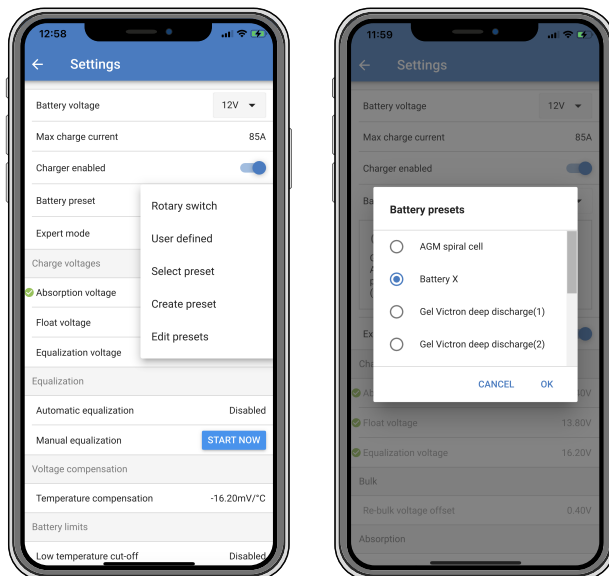 12:58
Settings
Battery voltage 12V
Max charge current 85A
Charger enabled
Battery preset
Expert mode
Rotary switch
User defined
Select preset
Create preset
Edit presets
Charge voltages
Absorption voltage
Float voltage
Equalization voltage
Equalization
Automatic equalization Disabled
Manual equalization START NOW
Voltage compensation
Temperature compensation -16.20mV/°C
Battery limits
Low temperature cut-off Disabled
11:59
Settings
Battery voltage 12V
Max charge current 85A
Charger enabled
Ba
Battery presets
AGM spiral cell
Battery X
Gel Victron deep discharge(1)
Gel Victron deep discharge(2)
CANCEL OK
Ex
Cha
Ab 0V
Float voltage 13.80V
Equalization voltage 16.20V
Bulk
Re-bulk voltage offset 0.40V
Absorption